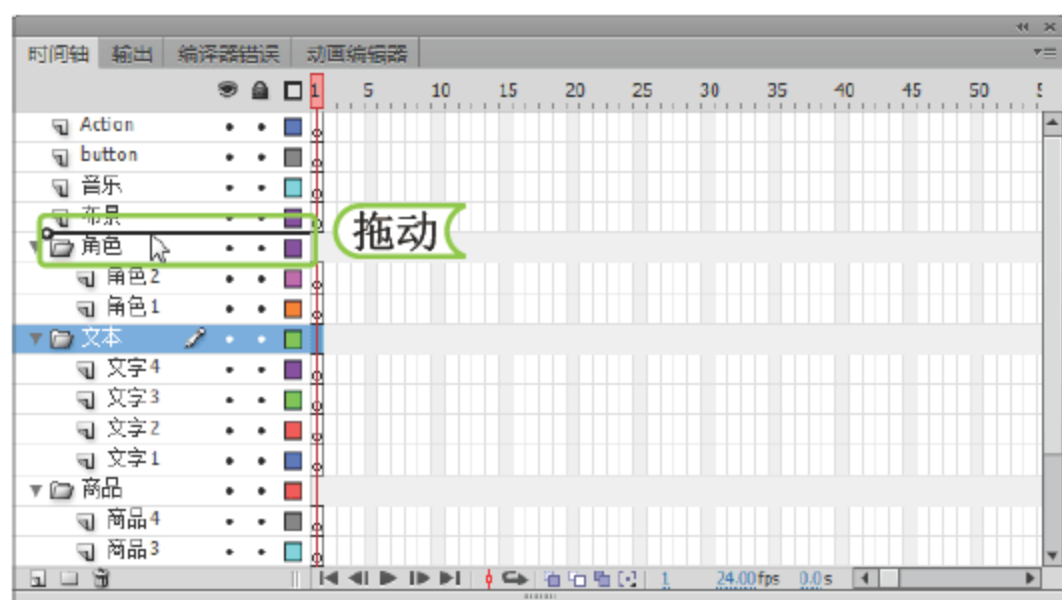 时间轴 输出 编译器错误 动画编辑器
1 5 10 15 20 25 30 35 40 45 50
Action
button
音乐
布景
拖动
角色
角色2
角色1
文本
文字4
文字3
文字2
文字1
商品
商品4
商品3
1 24.00fps 0.0s